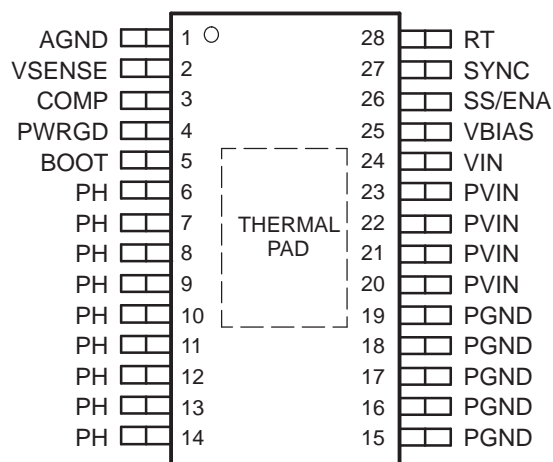 AGND 1 28 RT
VSENSE 2 27 SYNC
COMP 3 26 SS/ENA
PWRGD 4 25 VBIAS
BOOT 5 24 VIN
PH 6 23 PVIN
PH 7 22 PVIN
PH 8 21 PVIN
PH 9 20 PVIN
PH 10 19 PGND
PH 11 18 PGND
PH 12 17 PGND
PH 13 16 PGND
PH 14 15 PGND
THERMAL
PAD